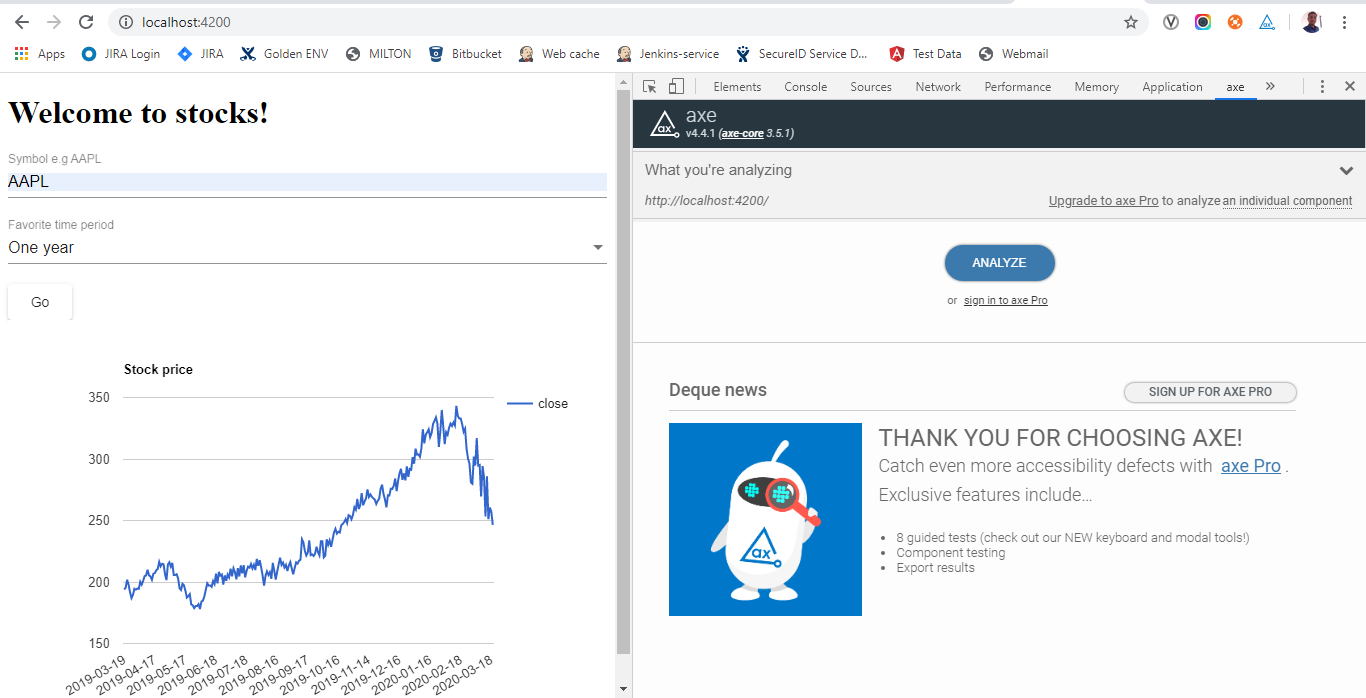 localhost:4200
Apps JIRA Login JIRA Golden ENV MILTON Bitbucket Web cache Jenkins-service SecureID Service D... Test Data Webmail
Welcome to stocks!
Symbol e.g AAPL
AAPL
Favorite time period
One year
Go
Stock price
350
300
250
200
150
close
2019-03-19
2019-04-17
2019-05-17
2019-06-18
2019-07-18
2019-08-16
2019-09-17
2019-10-16
2019-11-14
2019-12-16
2020-01-16
2020-02-18
2020-03-18
Elements Console Sources Network Performance Memory Application axe »
ax axe
v4.4.1 (axe-core 3.5.1)
What you're analyzing
http://localhost:4200/ Upgrade to axe Pro to analyze an individual component
ANALYZE
or sign in to axe Pro
Deque news SIGN UP FOR AXE PRO
ax
THANK YOU FOR CHOOSING AXE!
Catch even more accessibility defects with axe Pro .
Exclusive features include...
• 8 guided tests (check out our NEW keyboard and modal tools!)
• Component testing
• Export results